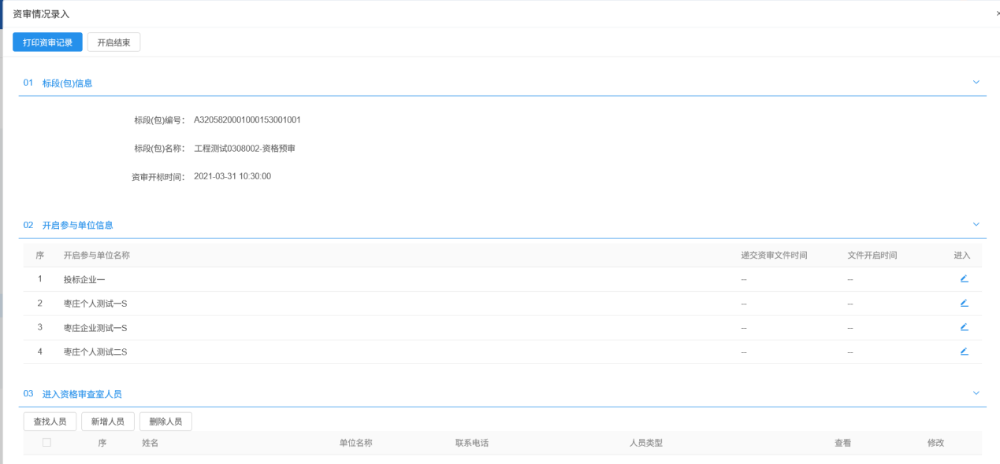 资审情况录入
打印资审记录 开启结束
01 标段(包)信息
标段(包)编号： A3205820001000153001001
标段(包)名称： 工程测试0308002-资格预审
资审开标时间： 2021-03-31 10:30:00
02 开启参与单位信息
序 开启参与单位名称 递交资审文件时间 文件开启时间 进入
1 投标企业一 -- --
2 枣庄个人测试一S -- --
3 枣庄企业测试一S -- --
4 枣庄个人测试二S -- --
03 进入资格审查室人员
查找人员 新增人员 删除人员
序 姓名 单位名称 联系电话 人员类型 查看 修改